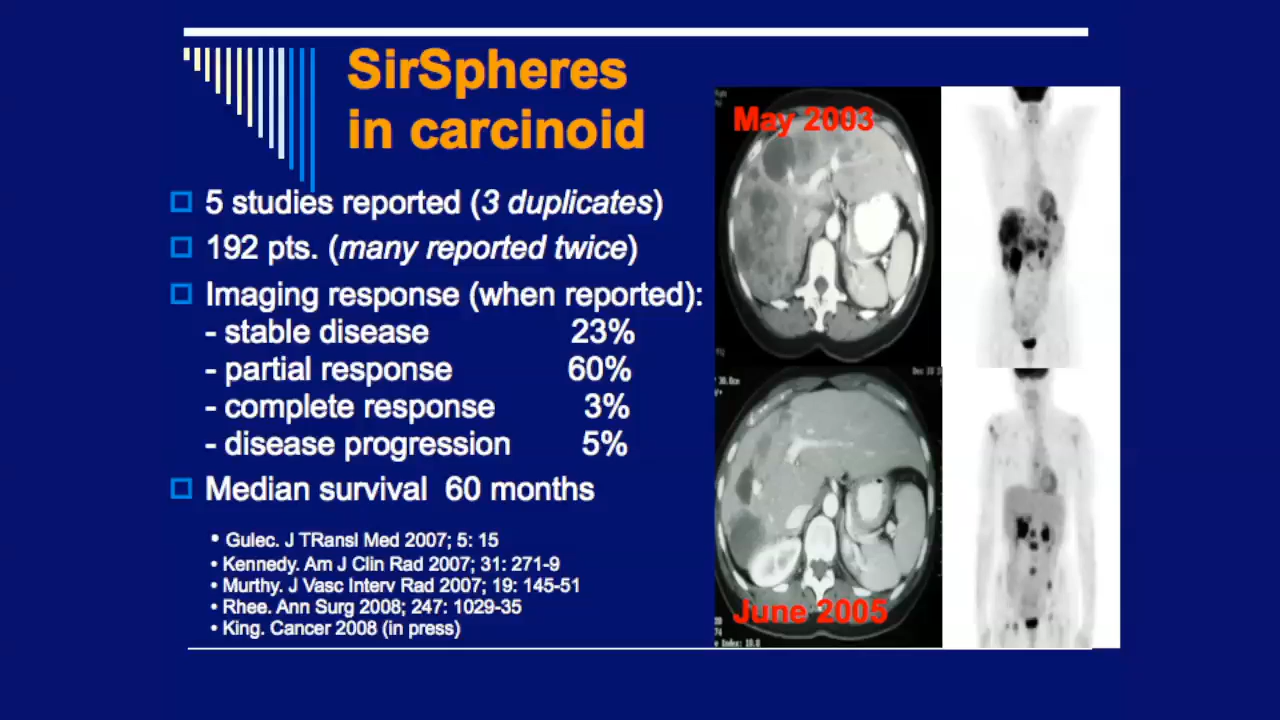 SirSpheres
in carcinoid
5 studies reported (3 duplicates)
192 pts. (many reported twice)
Imaging response (when reported):
- stable disease 23%
- partial response 60%
- complete response 3%
- disease progression 5%
Median survival 60 months
• Gulec. J TRansl Med 2007; 5: 15
• Kennedy. Am J Clin Rad 2007; 31: 271-9
• Murthy. J Vasc Interv Rad 2007; 19: 145-51
• Rhee. Ann Surg 2008; 247: 1029-35
• King. Cancer 2008 (in press)
May 2003
June 2005